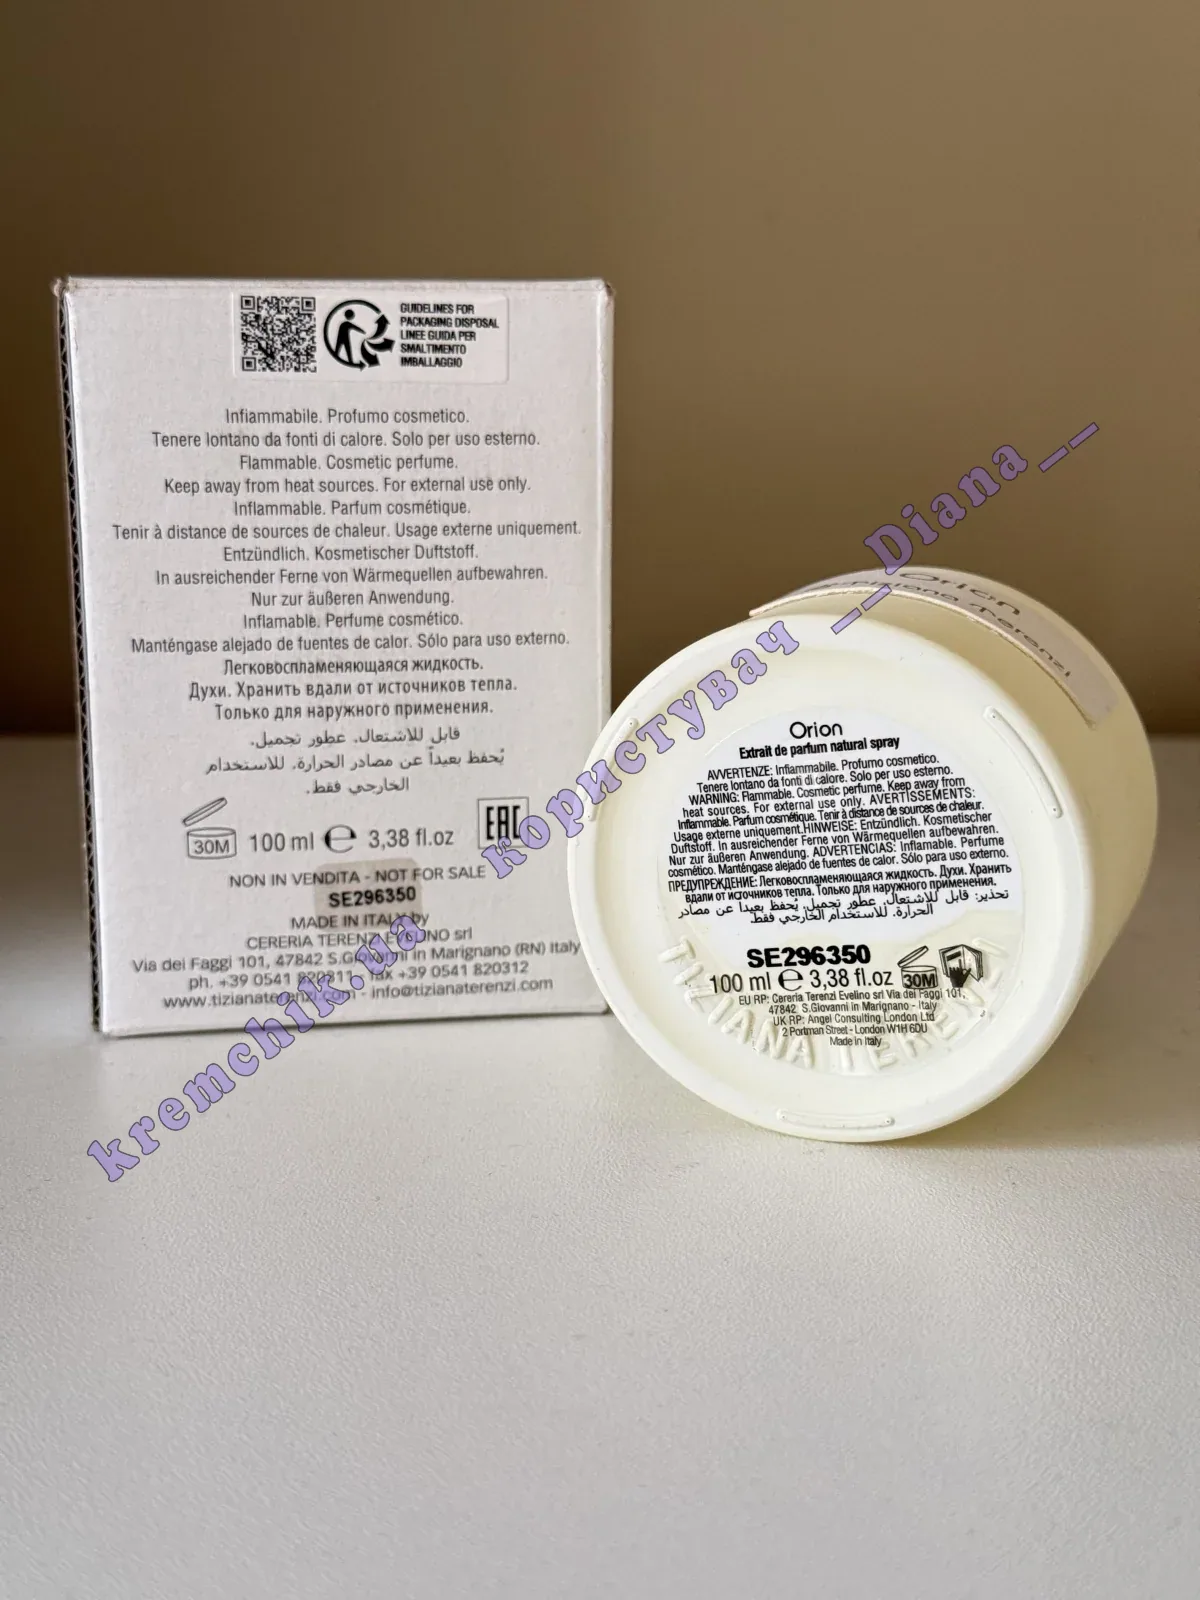 GUIDELINES FOR
PACKAGING DISPOSAL
LINEE GUIDA PER
SMALTIMENTO
IMBALLAGGIO
Infiammabile. Profumo cosmetico.
Tenere lontano da fonti di calore. Solo per uso esterno.
Flammable. Cosmetic perfume.
Keep away from heat sources. For external use only.
Inflammable. Parfum cosmétique.
Tenir à distance de sources de chaleur. Usage externe uniquement.
Entzündlich. Kosmetischer Duftstoff.
In ausreichender Ferne von Wärmequellen aufbewahren.
Nur zur äußeren Anwendung.
Inflamable. Perfume cosmético.
Manténgase alejado de fuentes de calor. Sólo para uso externo.
Легковоспламеняющаяся жидкость.
Духи. Хранить вдали от источников тепла.
Только для наружного применения.
قابل للاشتعال. عطور تجميل.
يُحفظ بعيداً عن مصادر الحرارة. للاستخدام
الخارجي فقط.
30M 100 ml e 3,38 fl.oz EAC
NON IN VENDITA - NOT FOR SALE
SE296350
MADE IN ITALY by
CERERIA TERENZI EVELINO srl
Via dei Faggi 101, 47842 S.Giovanni in Marignano (RN) Italy
ph. +39 0541 820311 - fax +39 0541 820312
www.tizianaterenzi.com - info@tizianaterenzi.com
Orion
Tiziana Terenzi
Orion
Extrait de parfum natural spray
AVVERTENZE: Infiammabile. Profumo cosmetico.
Tenere lontano da fonti di calore. Solo per uso esterno.
WARNING: Flammable. Cosmetic perfume. Keep away from
heat sources. For external use only. AVERTISSEMENTS:
Inflammable. Parfum cosmétique. Tenir à distance de sources de chaleur.
Usage externe uniquement.HINWEISE: Entzündlich. Kosmetischer
Duftstoff. In ausreichender Ferne von Wärmequellen aufbewahren.
Nur zur äußeren Anwendung. ADVERTENCIAS: Inflamable. Perfume
cosmético. Manténgase alejado de fuentes de calor. Sólo para uso externo.
ПРЕДУПРЕЖДЕНИЕ: Легковоспламеняющаяся жидкость. Духи. Хранить
вдали от источников тепла. Только для наружного применения.
تحذير: قابل للاشتعال. عطور تجميل. يُحفظ بعيداً عن مصادر
الحرارة. للاستخدام الخارجي فقط.
SE296350
100 ml e 3,38 fl.oz 30M
EU RP: Cereria Terenzi Evelino srl Via dei Faggi 101,
47842 S.Giovanni in Marignano - Italy
UK RP: Angel Consulting London Ltd
2 Portman Street - London W1H 6DU
Made in Italy
TIZIANA TERENZI
kremchik.ua користувач __Diana__